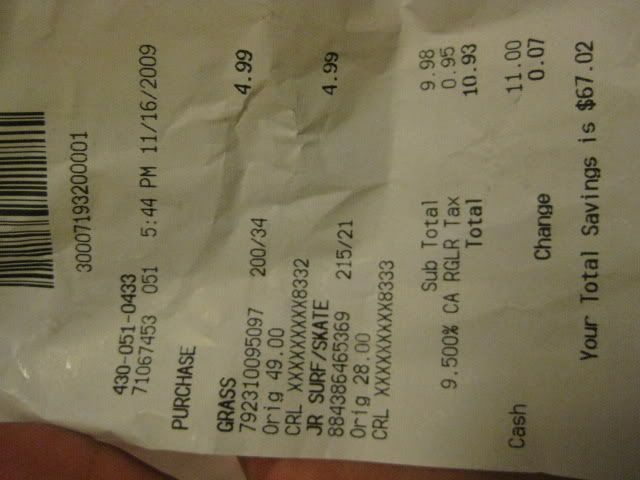 30007193200001
430-051-0433
71067453 051 5:44 PM 11/16/2009
PURCHASE
GRASS 4.99
792310095097 200/34
Orig 49.00
CRL XXXXXXXXX8332
JR SURF/SKATE 4.99
884386465369 215/21
Orig 28.00
CRL XXXXXXXXX8333
Sub Total 9.98
9.500% CA RGLR Tax 0.95
Total 10.93
Cash 11.00
Change 0.07
Your Total Savings is $67.02